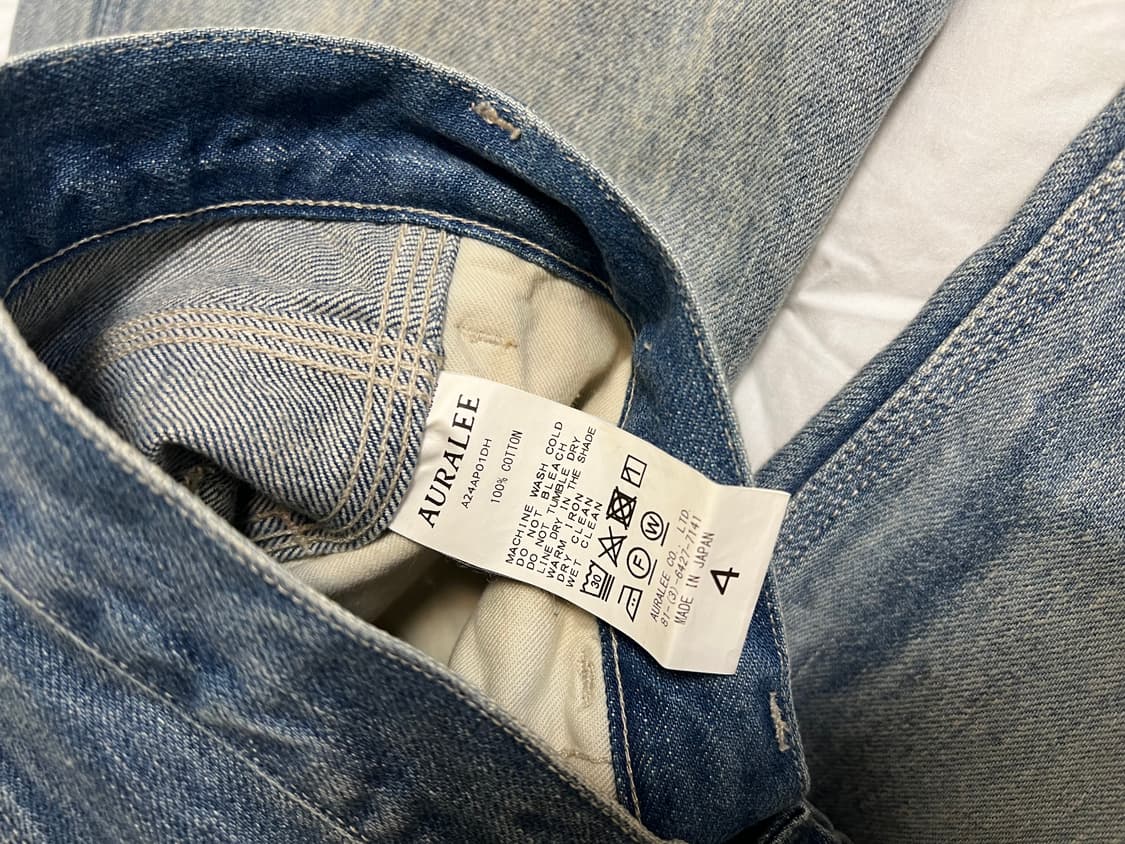 AURALEE
A24AP01DH
100% COTTON
MACHINE WASH COLD
DO NOT BLEACH
DO NOT TUMBLE DRY
LINE DRY IN THE SHADE
WARM IRON
DRY CLEAN
WET CLEAN
30
F W
AURALEE CO., LTD.
81-(3)-6427-7141
MADE IN JAPAN
4